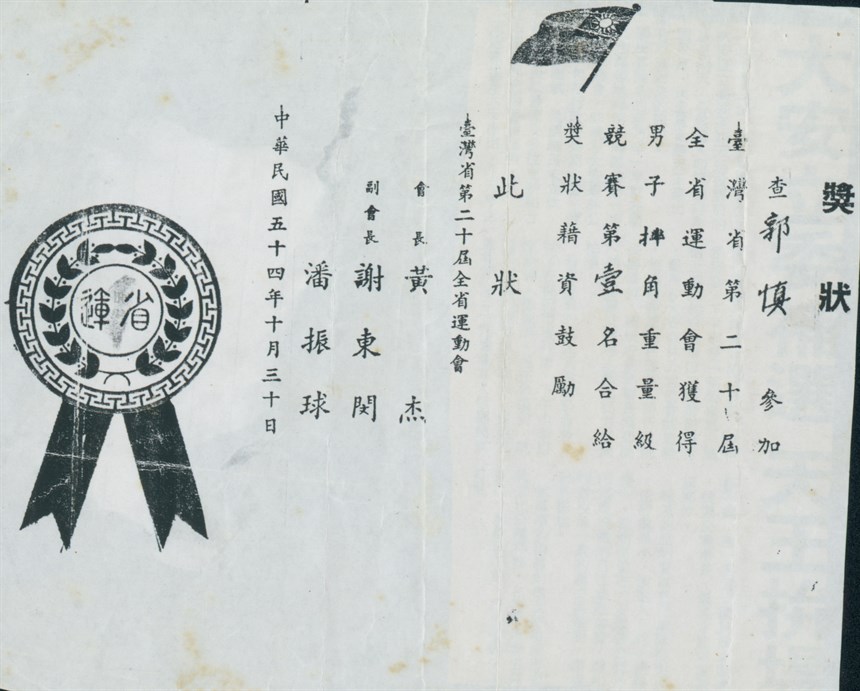 獎狀
查郭慎 參加
臺灣省第二十屆
全省運動會獲得
男子摔角重量級
競賽第壹名合給
獎狀藉資鼓勵
此狀
臺灣省第二十屆全省運動會
會長 黃杰
副會長 謝東閔
潘振球
中華民國五十四年十月三十日
省運